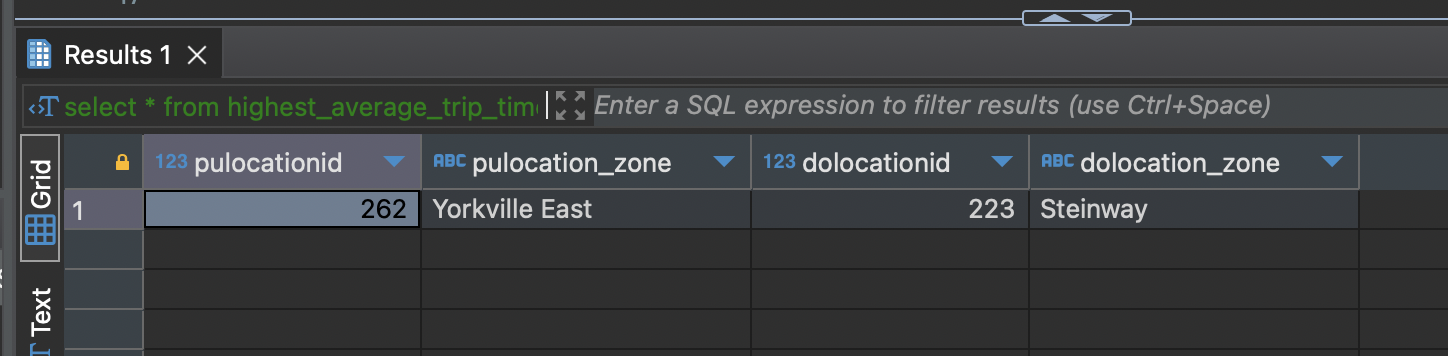 Results 1
select * from highest_average_trip_time Enter a SQL expression to filter results (use Ctrl+Space)
Grid
Text
123 pulocationid ABC pulocation_zone 123 dolocationid ABC dolocation_zone
1 262 Yorkville East 223 Steinway